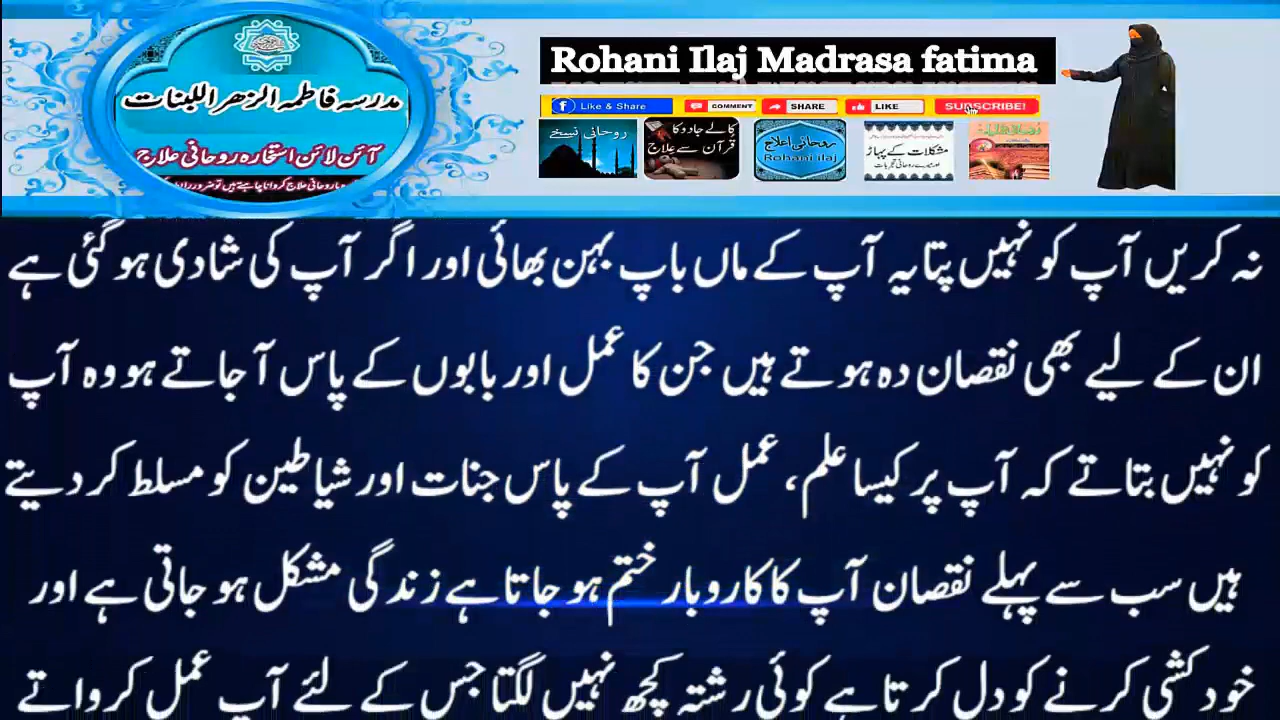 مدرسہ فاطمہ الزھرا للبنات
آئن لائن استخارہ روحانی علاج
Rohani Ilaj Madrasa fatima
Like & Share
COMMENT
SHARE
LIKE
SUBSCRIBE!
روحانی نسخے
کالے جادو کا
قرآن سے علاج
روحانی علاج
Rohani Ilaj
مشکلات کے پہاڑ
نہ کریں آپ کو نہیں پتا یہ آپ کے ماں باپ بہن بھائی اور اگر آپ کی شادی ہو گئی ہے
ان کے لیے بھی نقصان دہ ہوتے ہیں جن کا عمل اور بابوں کے پاس آ جاتے ہو وہ آپ
کو نہیں بتاتے کہ آپ پر کیسا علم، عمل آپ کے پاس جنات اور شیاطین کو مسلط کر دیتے
ہیں سب سے پہلے نقصان آپ کا کاروبار ختم ہو جاتا ہے زندگی مشکل ہو جاتی ہے اور
خودکشی کرنے کو دل کرتا ہے کوئی رشتہ کچھ نہیں لگتا جس کے لئے آپ عمل کرواتے